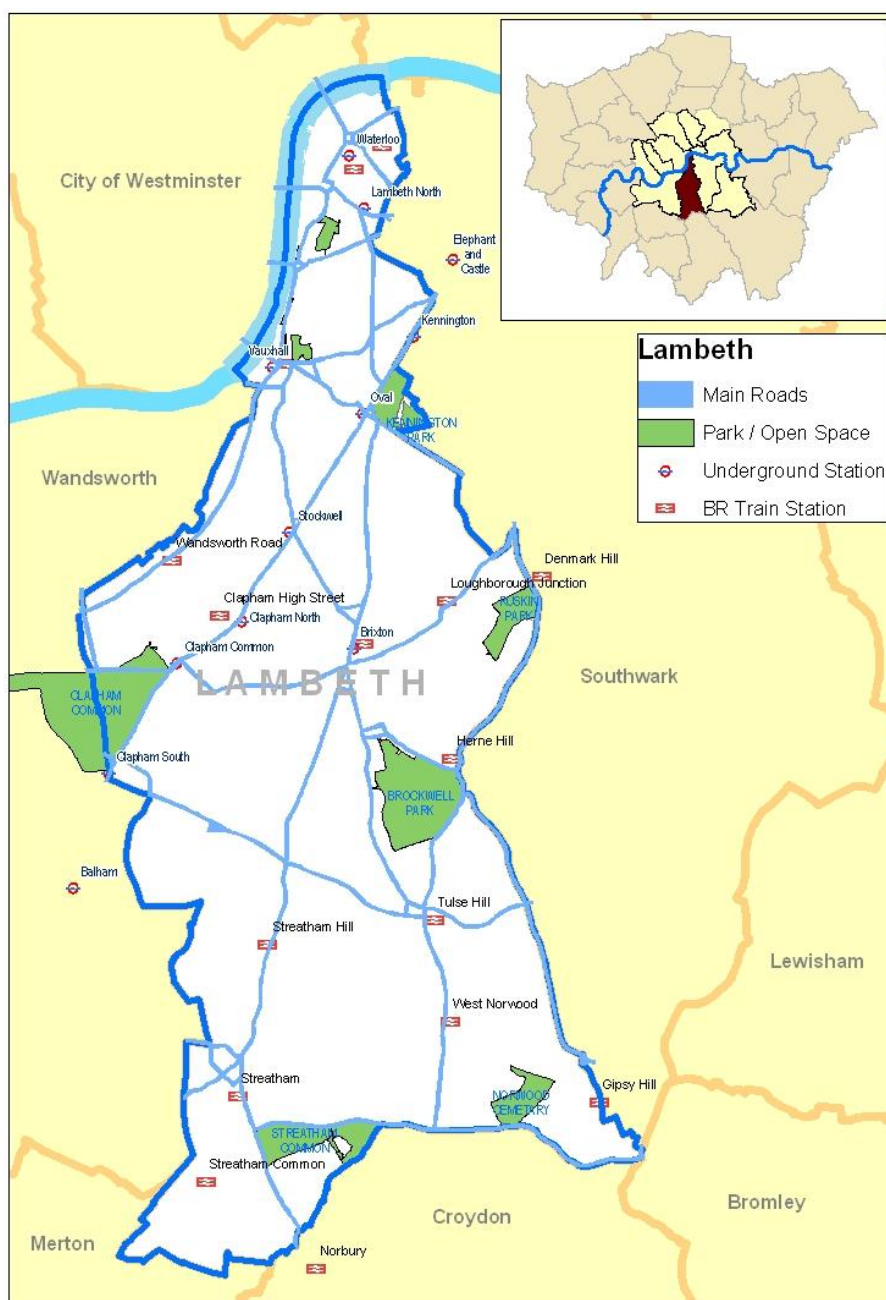 Waterloo
City of Westminster
Lambeth North
Elephant
and
Castle
Kennington
Vauxhall
Oval
KENNINGTON
PARK
Lambeth
Main Roads
Park / Open Space
Underground Station
BR Train Station
Wandsworth
Stockwell
Wandsworth Road
Denmark Hill
Loughborough Junction
Clapham High Street
RUSKIN
PARK
Clapham North
Brixton
Clapham Common
LAMBETH
Southwark
CLAPHAM
COMMON
Clapham South
Herne Hill
BROCKWELL
PARK
Balham
Tulse Hill
Streatham Hill
Lewisham
West Norwood
Streatham
Gipsy Hill
NORWOOD
CEMETARY
STREATHAM
COMMON
Streatham Common
Bromley
Croydon
Merton
Norbury